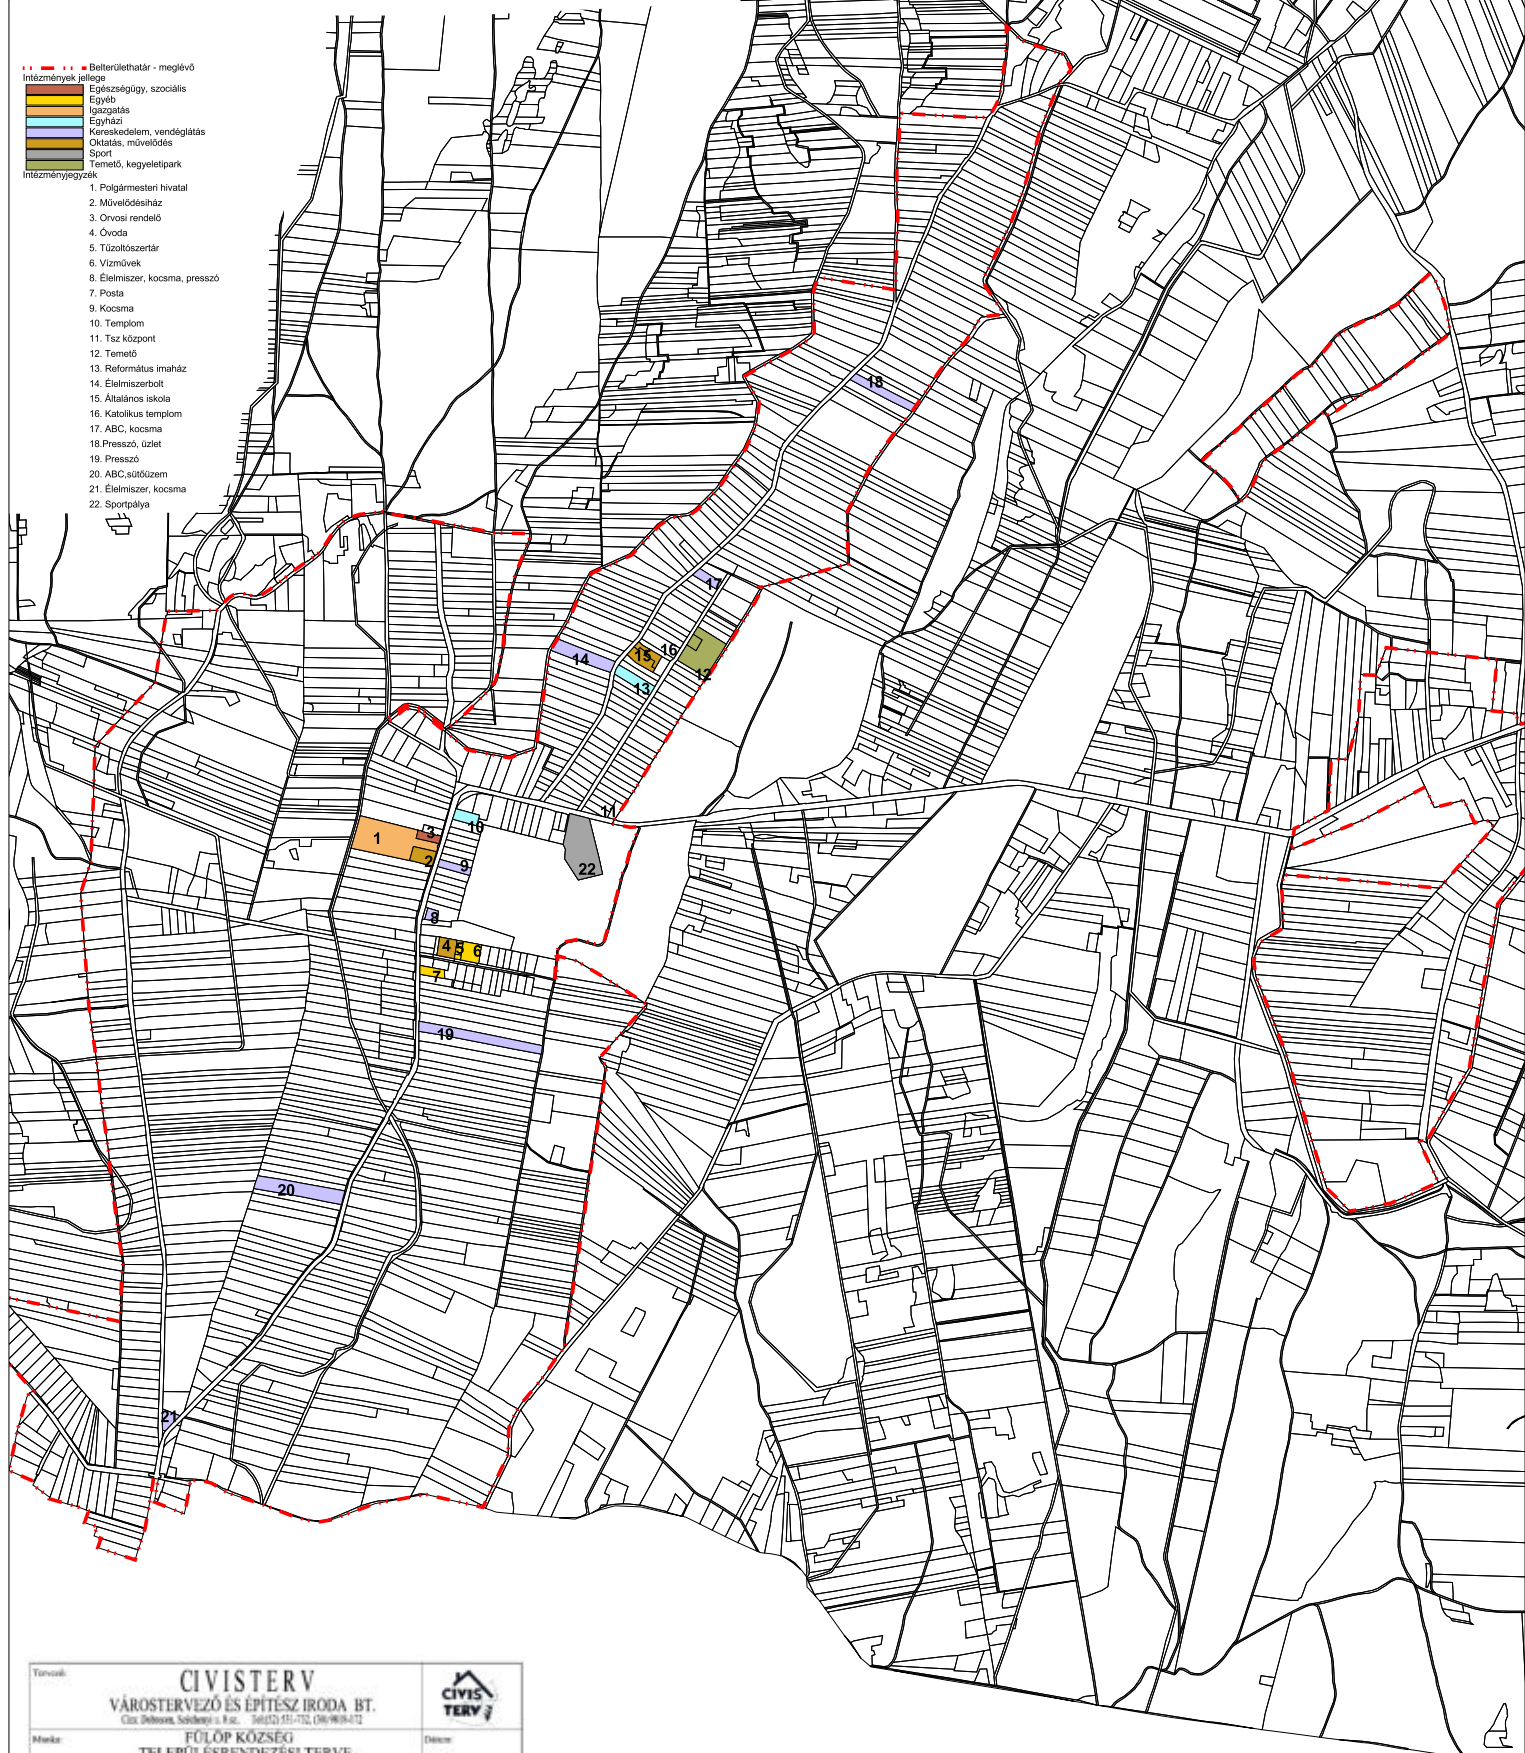 Belterülethatár - meglévő
Intézmények jellege
Egészségügy, szociális
Egyéb
Igazgatás
Egyházi
Kereskedelem, vendéglátás
Oktatás, művelődés
Sport
Temető, kegyeletipark
Intézményjegyzék
1. Polgármesteri hivatal
2. Művelődésiház
3. Orvosi rendelő
4. Óvoda
5. Tűzoltószertár
6. Vízművek
8. Élelmiszer, kocsma, presszó
7. Posta
9. Kocsma
10. Templom
11. Tsz központ
12. Temető
13. Református imaház
14. Élelmiszerbolt
15. Általános iskola
16. Katolikus templom
17. ABC, kocsma
18.Presszó, üzlet
19. Presszó
20. ABC,sütőüzem
21. Élelmiszer, kocsma
22. Sportpálya
18
17
16
15
14
13
12
11
10
3
1
2
9
22
8
4
5
6
7
19
20
21
Tervező:
CIVISTERV
VÁROSTERVEZŐ ÉS ÉPÍTÉSZ IRODA BT.
CIVIS
TERV
Munka:
FÜLÖP KÖZSÉG
Dátum:
TELEPÜLÉSRENDEZÉSI TERVE